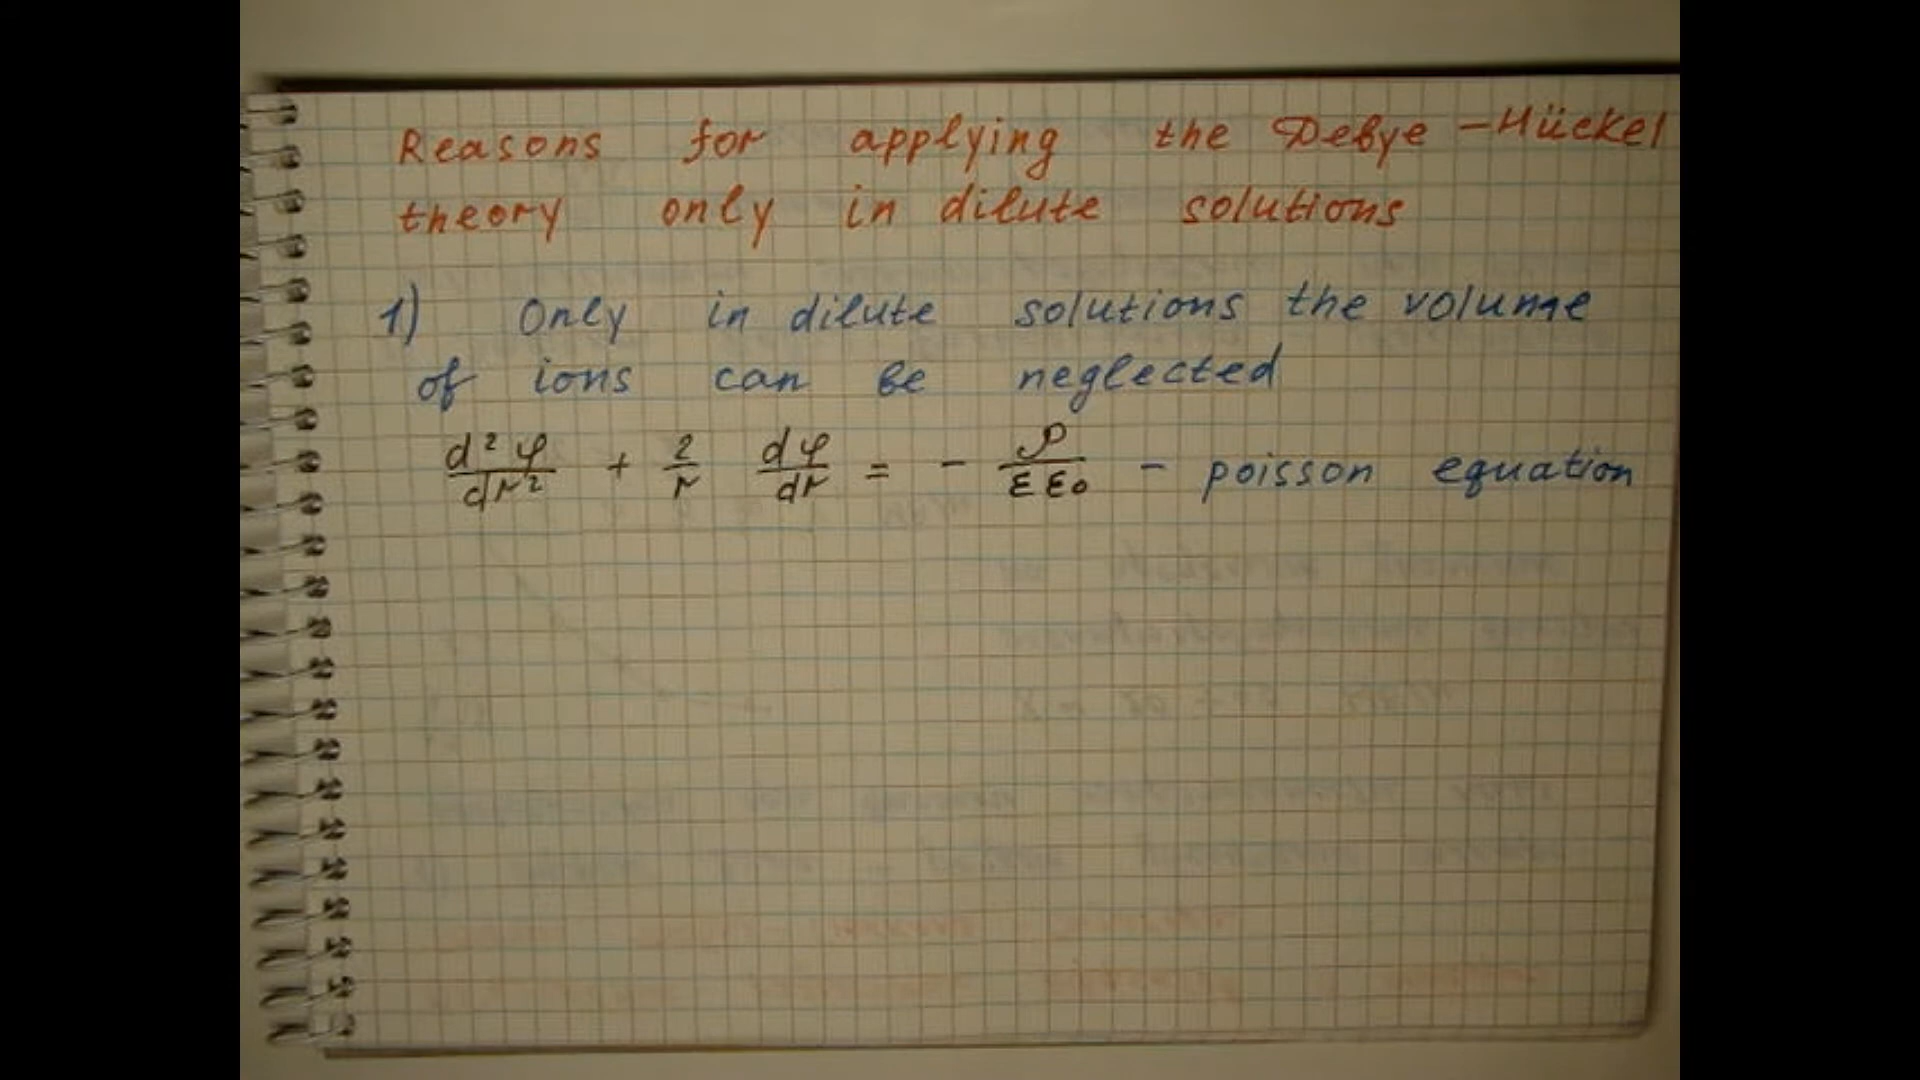 Reasons for applying the Debye - Hückel
theory only in dilute solutions
1) Only in dilute solutions the volume
of ions can be neglected
d²φ/dr² + 2/r dφ/dr = - ρ/εε₀ - poisson equation